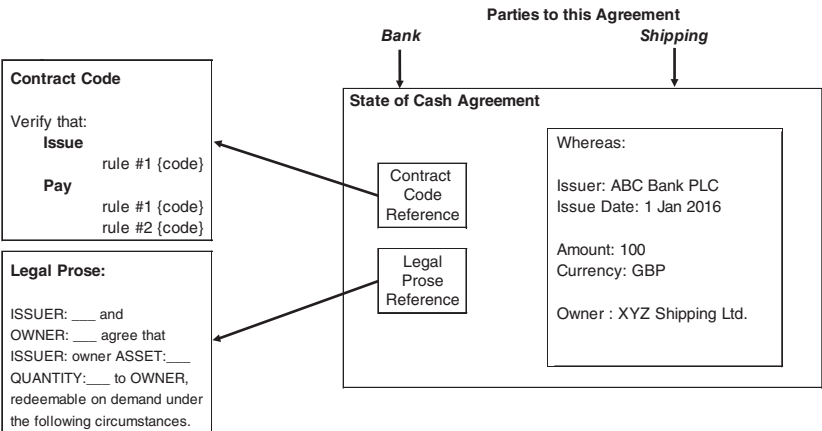 Parties to this Agreement
Bank
Shipping
Contract Code
Verify that:
Issue
rule #1 {code}
Pay
rule #1 {code}
rule #2 {code}
Legal Prose:
ISSUER: ___ and
OWNER: ___ agree that
ISSUER: owner ASSET:___
QUANTITY:___ to OWNER,
redeemable on demand under
the following circumstances.
State of Cash Agreement
Contract
Code
Reference
Legal
Prose
Reference
Whereas:
Issuer: ABC Bank PLC
Issue Date: 1 Jan 2016
Amount: 100
Currency: GBP
Owner : XYZ Shipping Ltd.